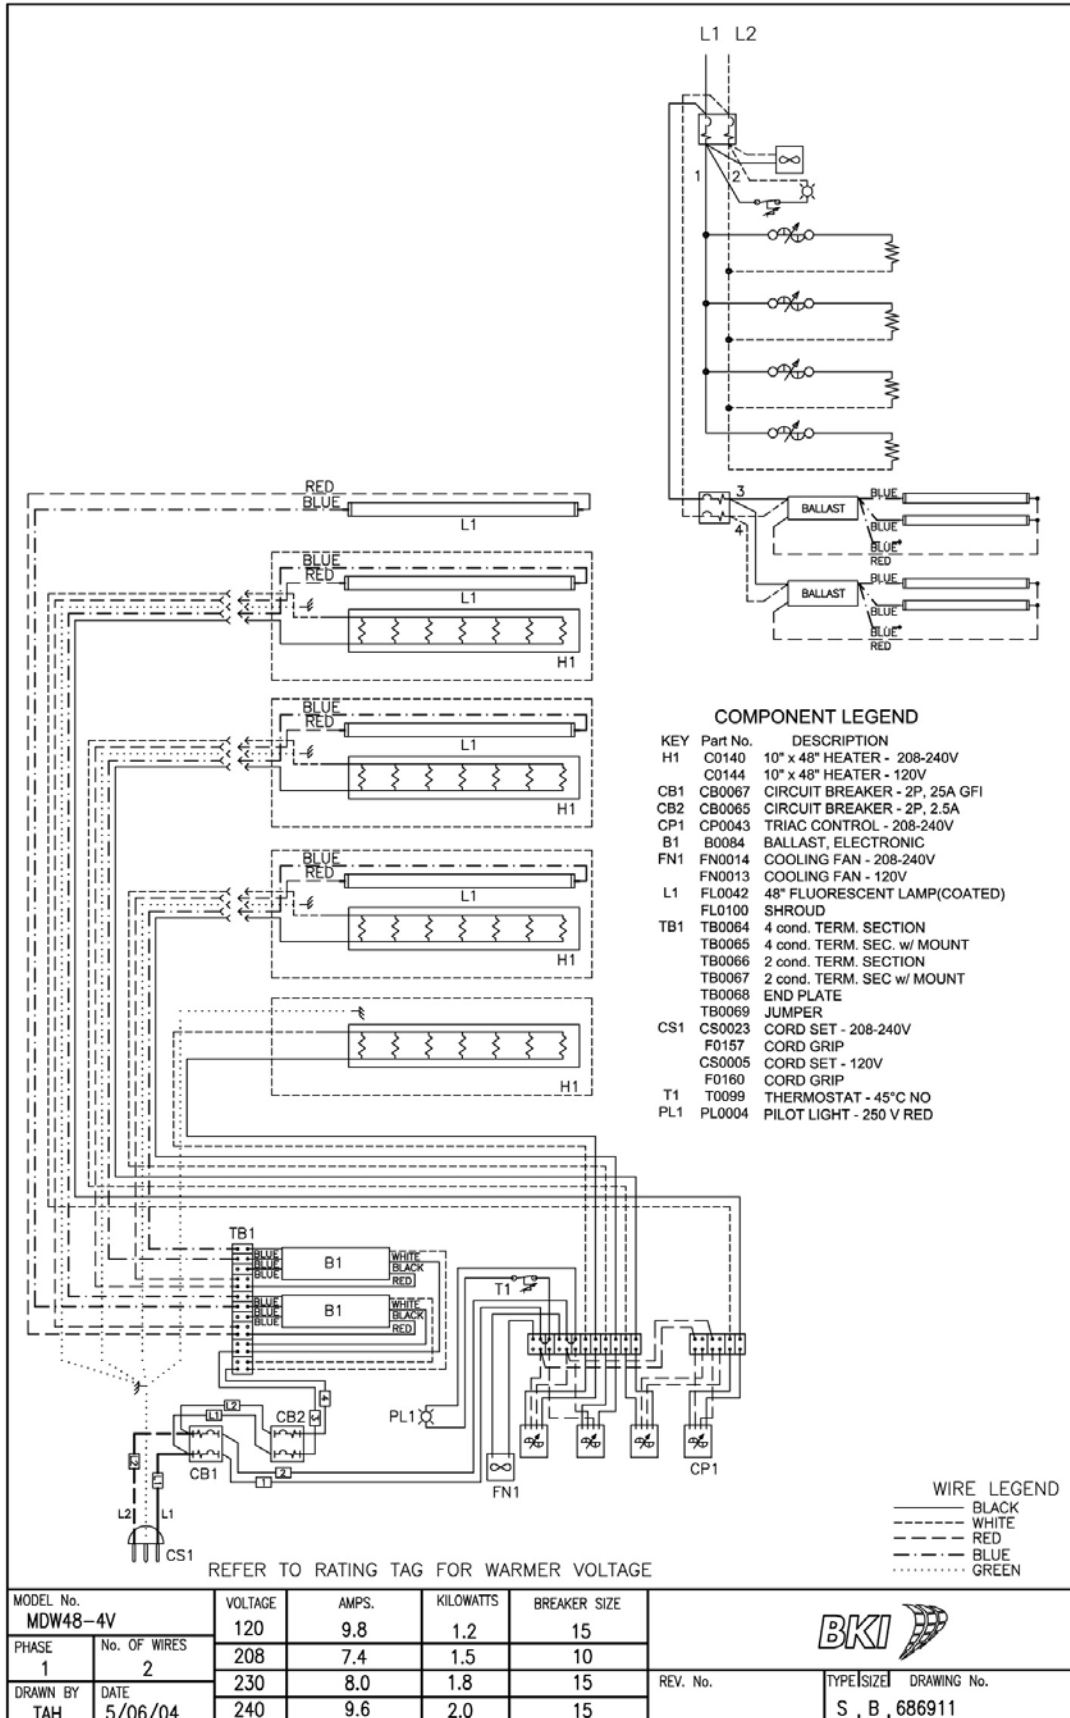 L1 L2
1 2
RED
BLUE
L1
3
4
BALLAST
BLUE
BLUE
BLUE*
RED
BALLAST
BLUE
BLUE
BLUE*
RED
BLUE
RED
L1
H1
BLUE
RED
L1
H1
BLUE
RED
L1
H1
H1
COMPONENT LEGEND
KEY Part No. DESCRIPTION
H1 C0140 10" x 48" HEATER - 208-240V
C0144 10" x 48" HEATER - 120V
CB1 CB0067 CIRCUIT BREAKER - 2P, 25A GFI
CB2 CB0065 CIRCUIT BREAKER - 2P, 2.5A
CP1 CP0043 TRIAC CONTROL - 208-240V
B1 B0084 BALLAST, ELECTRONIC
FN1 FN0014 COOLING FAN - 208-240V
FN0013 COOLING FAN - 120V
L1 FL0042 48" FLUORESCENT LAMP(COATED)
FL0100 SHROUD
TB1 TB0064 4 cond. TERM. SECTION
TB0065 4 cond. TERM. SEC. w/ MOUNT
TB0066 2 cond. TERM. SECTION
TB0067 2 cond. TERM. SEC w/ MOUNT
TB0068 END PLATE
TB0069 JUMPER
CS1 CS0023 CORD SET - 208-240V
F0157 CORD GRIP
CS0005 CORD SET - 120V
F0160 CORD GRIP
T1 T0099 THERMOSTAT - 45°C NO
PL1 PL0004 PILOT LIGHT - 250 V RED
TB1
BLUE
BLUE
BLUE
B1
WHITE
BLACK
RED
BLUE
BLUE
BLUE
B1
WHITE
BLACK
RED
T1
4
3
L2
L1
CB2
PL1
CB1
2
1
FN1
CP1
L2
L1
L2 L1
CS1
WIRE LEGEND
BLACK
WHITE
RED
BLUE
GREEN
REFER TO RATING TAG FOR WARMER VOLTAGE
MODEL No.
MDW48-4V
PHASE
1
No. OF WIRES
2
DRAWN BY
TAH
DATE
5/06/04
VOLTAGE AMPS. KILOWATTS BREAKER SIZE
120 9.8 1.2 15
208 7.4 1.5 10
230 8.0 1.8 15
240 9.6 2.0 15
BKI
REV. No.
TYPE SIZE DRAWING No.
S , B , 686911